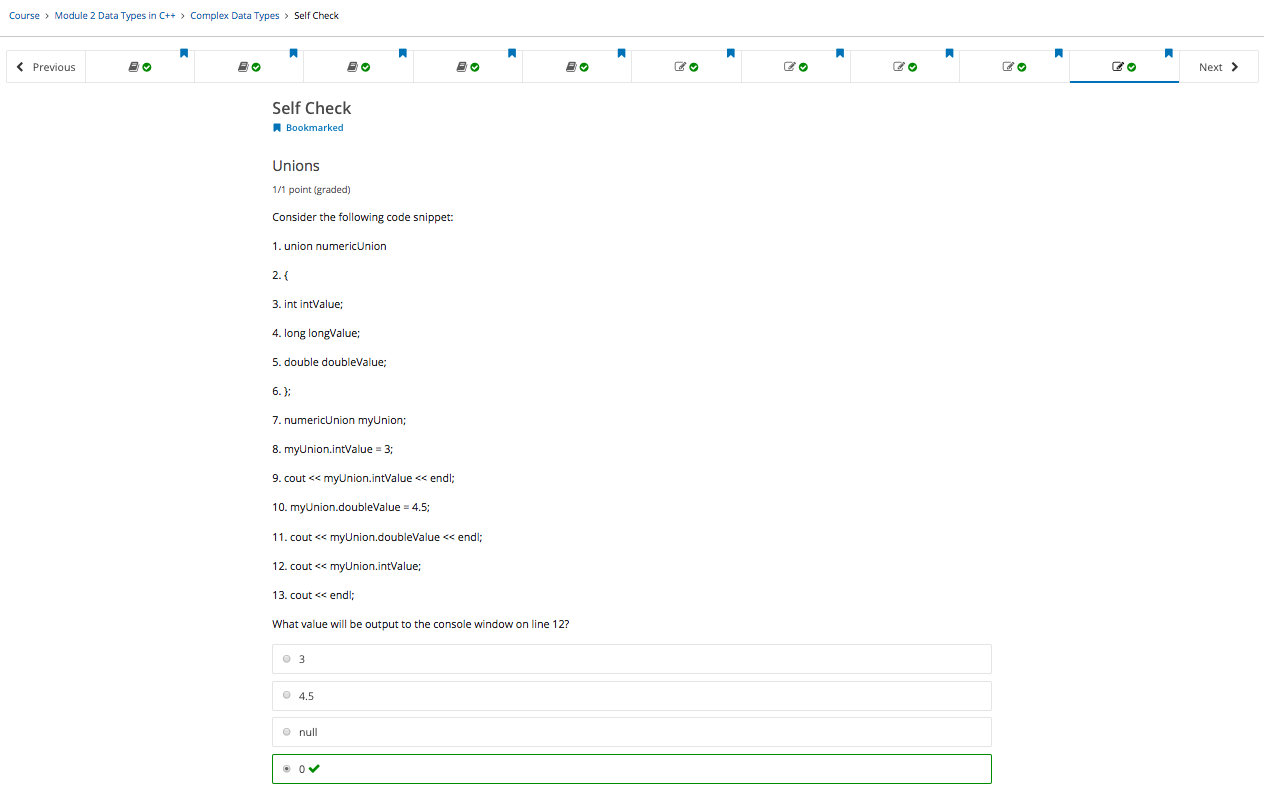 Course > Module 2 Data Types in C++ > Complex Data Types > Self Check
Previous
Next
Self Check
Bookmarked
Unions
1/1 point (graded)
Consider the following code snippet:
1. union numericUnion
2. {
3. int intValue;
4. long longValue;
5. double doubleValue;
6. };
7. numericUnion myUnion;
8. myUnion.intValue = 3;
9. cout << myUnion.intValue << endl;
10. myUnion.doubleValue = 4.5;
11. cout << myUnion.doubleValue << endl;
12. cout << myUnion.intValue;
13. cout << endl;
What value will be output to the console window on line 12?
3
4.5
null
0